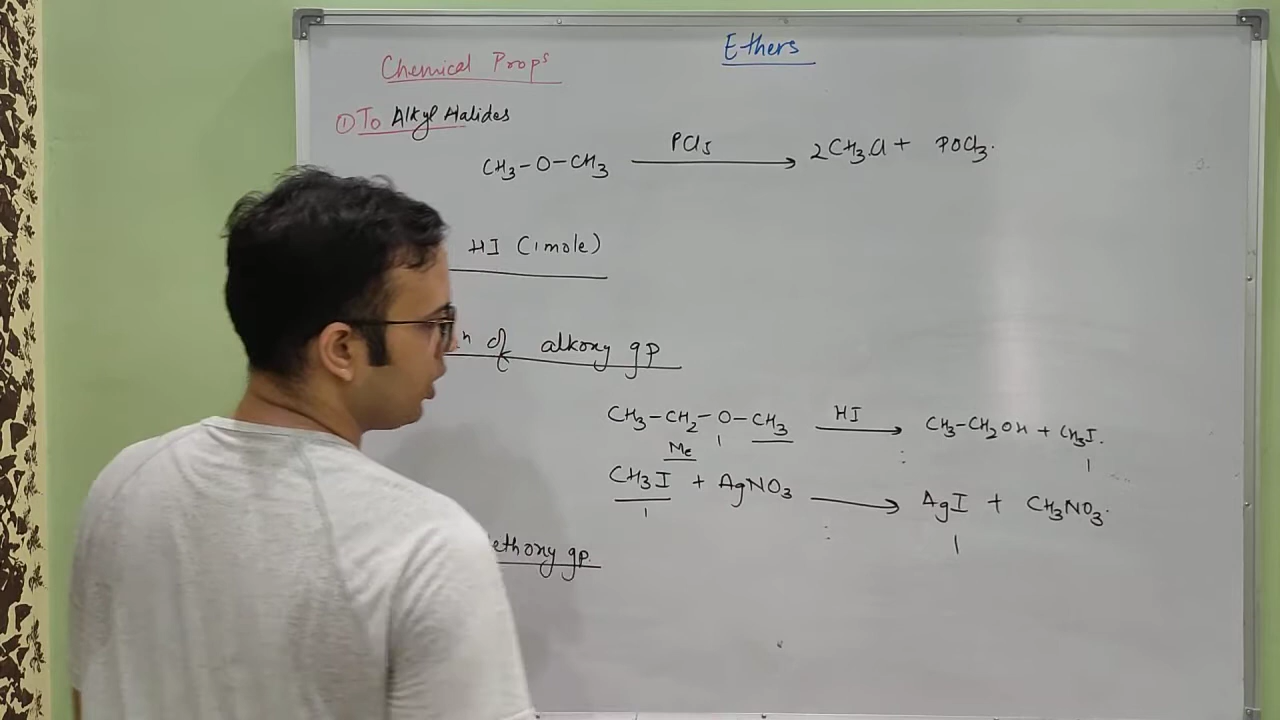 Ethers
Chemical Props
① To Alkyl Halides
CH3-O-CH3 PCl5 2CH3Cl + POCl3.
HI (1 mole)
n of alkoxy gp
CH3-CH2-O-CH3 HI CH3-CH2OH + CH3I.
Me
CH3I + AgNO3 AgI + CH3NO3.
ethoxy gp.